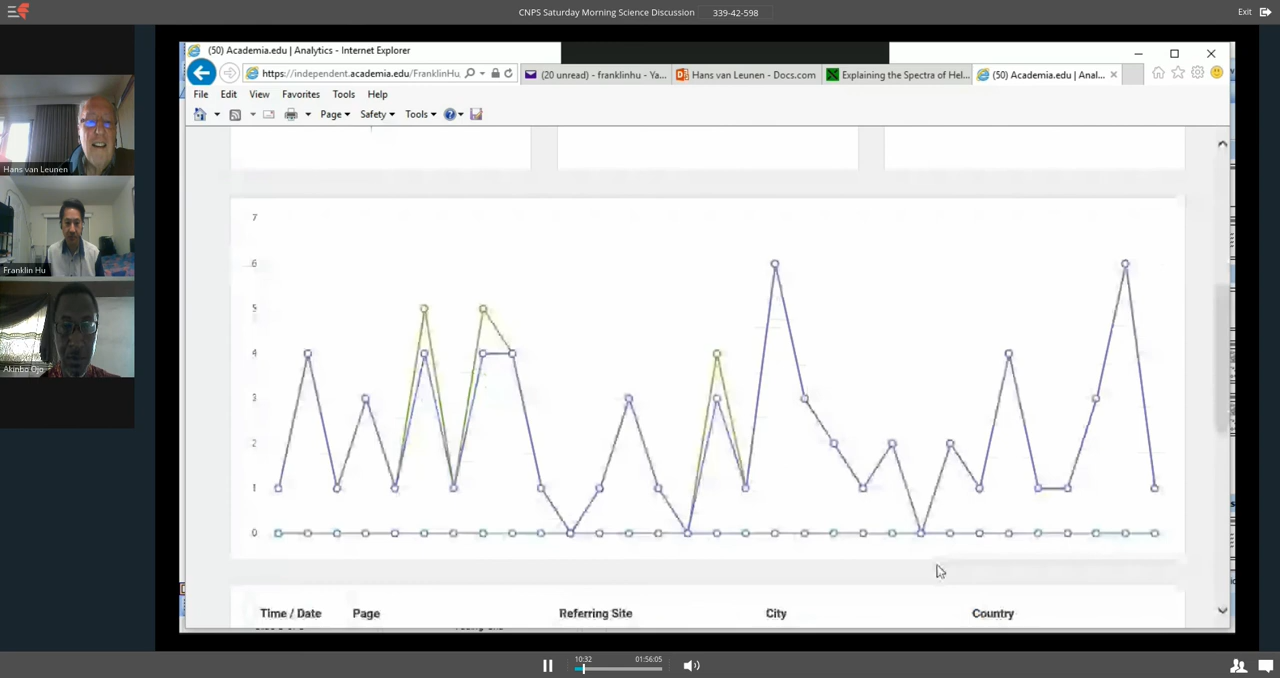 CNPS Saturday Morning Science Discussion 339-42-598 Exit
(50) Academia.edu | Analytics - Internet Explorer
https://independent.academia.edu/FranklinHu
(20 unread) - franklinhu - Ya... Hans van Leunen - Docs.com Explaining the Spectra of Hel... (50) Academia.edu | Anal...
File Edit View Favorites Tools Help
Page Safety Tools
Hans van Leunen
Franklin Hu
Akinbo Ojo
7
6
5
4
3
2
1
0
Time / Date Page Referring Site City Country
10:32 01:56:05